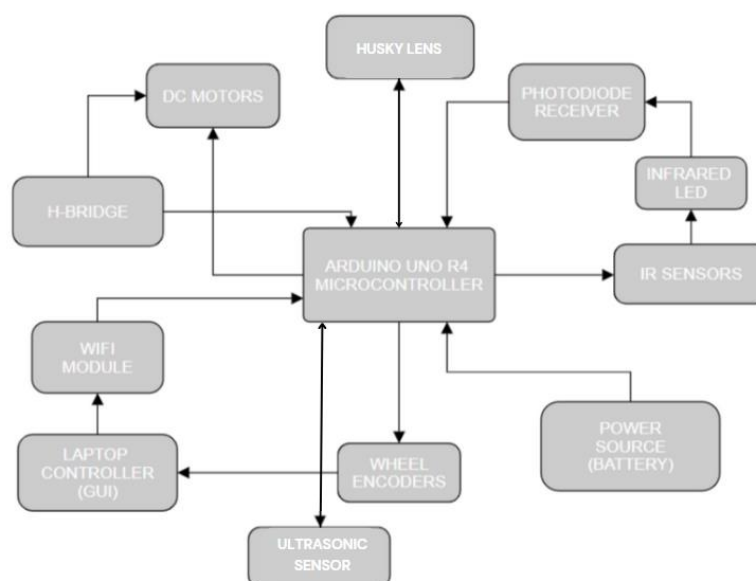 HUSKY LENS
DC MOTORS
PHOTODIODE
RECEIVER
INFRARED
LED
H-BRIDGE
ARDUINO UNO R4
MICROCONTROLLER
IR SENSORS
WIFI
MODULE
LAPTOP
CONTROLLER
(GUI)
WHEEL
ENCODERS
POWER
SOURCE
(BATTERY)
ULTRASONIC
SENSOR